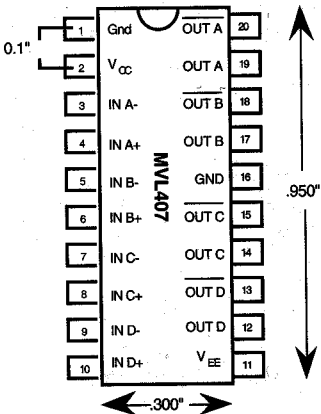 1 Gnd OUT A 20
0.1"
2 VCC OUT A 19
3 IN A- OUT B 18
4 IN A+ OUT B 17
MVL407
5 IN B- GND 16
.950"
6 IN B+ OUT C 15
7 IN C- OUT C 14
8 IN C+ OUT D 13
9 IN D- OUT D 12
10 IN D+ VEE 11
.300"